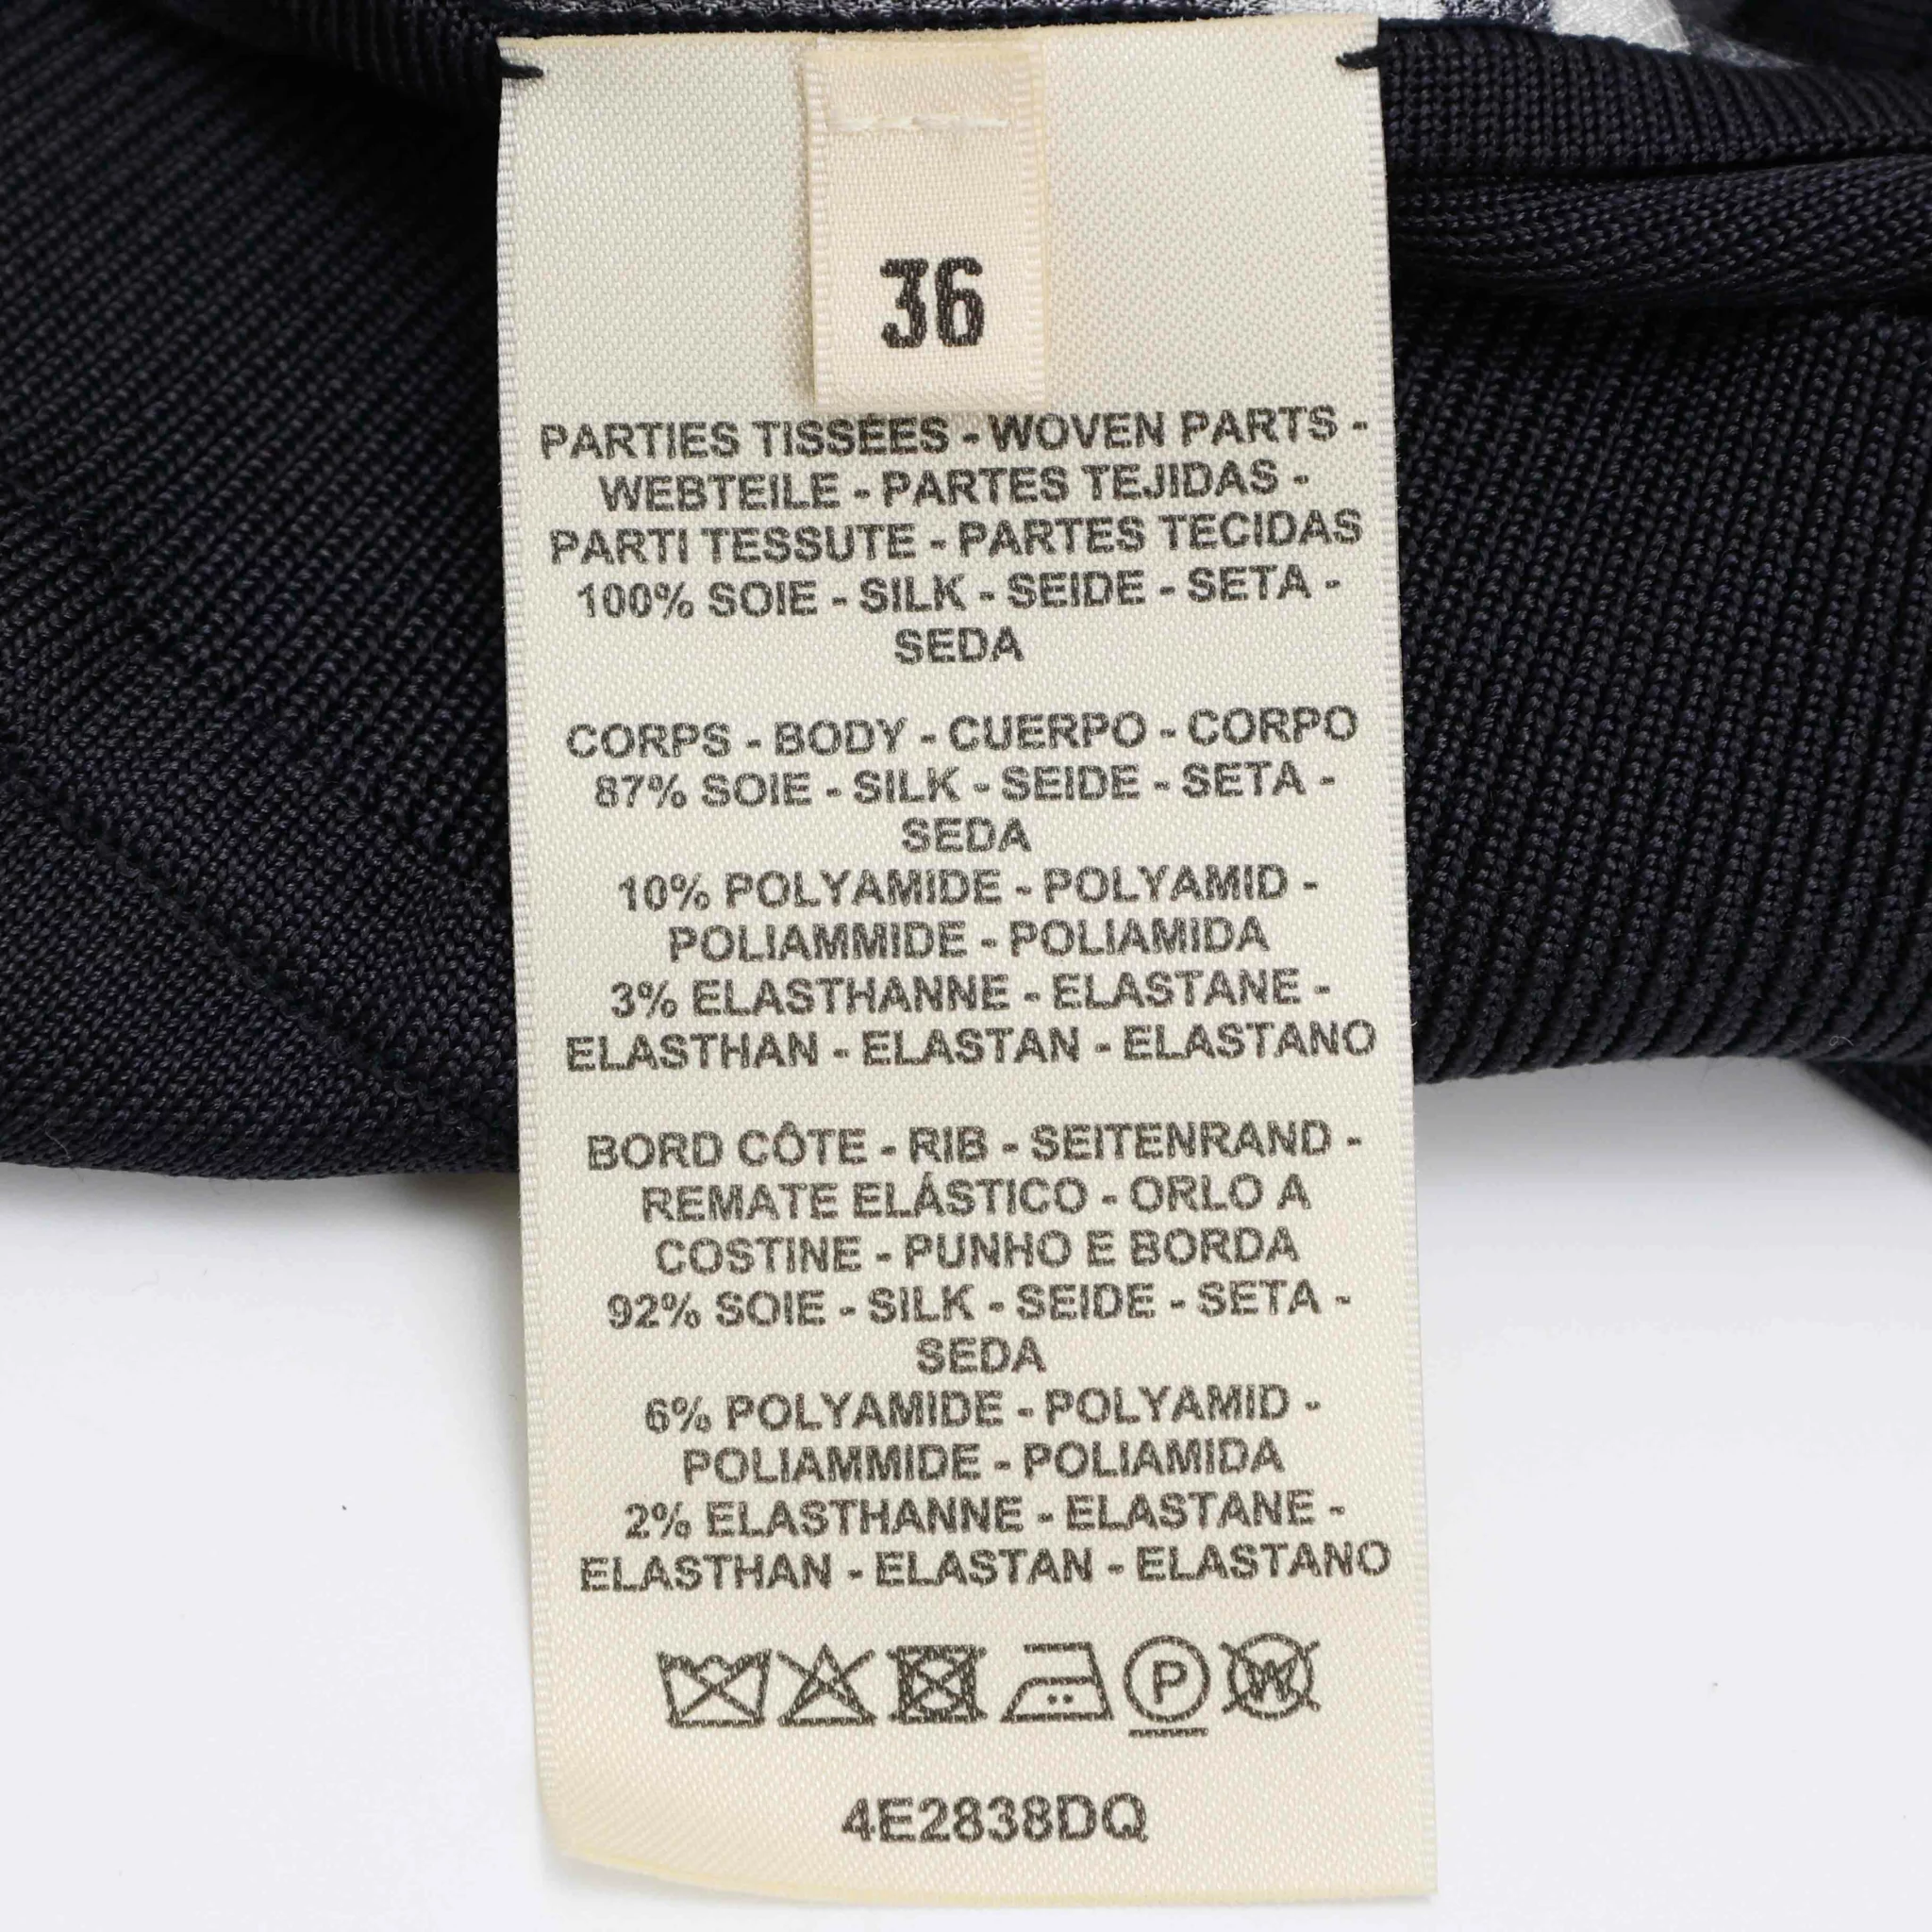 36
PARTIES TISSÉES - WOVEN PARTS -
WEBTEILE - PARTES TEJIDAS -
PARTI TESSUTE - PARTES TECIDAS
100% SOIE - SILK - SEIDE - SETA -
SEDA
CORPS - BODY - CUERPO - CORPO
87% SOIE - SILK - SEIDE - SETA -
SEDA
10% POLYAMIDE - POLYAMID -
POLIAMMIDE - POLIAMIDA
3% ELASTHANNE - ELASTANE -
ELASTHAN - ELASTAN - ELASTANO
BORD CÔTE - RIB - SEITENRAND -
REMATE ELÁSTICO - ORLO A
COSTINE - PUNHO E BORDA
92% SOIE - SILK - SEIDE - SETA -
SEDA
6% POLYAMIDE - POLYAMID -
POLIAMMIDE - POLIAMIDA
2% ELASTHANNE - ELASTANE -
ELASTHAN - ELASTAN - ELASTANO
P W
4E2838DQ